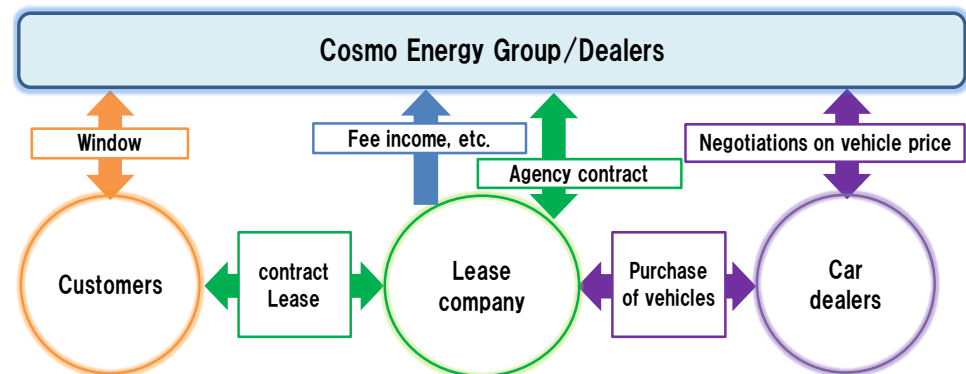 Cosmo Energy Group/Dealers
Window
Fee income, etc.
Agency contract
Negotiations on vehicle price
Customers
contract
Lease
Lease
company
Purchase
of vehicles
Car
dealers